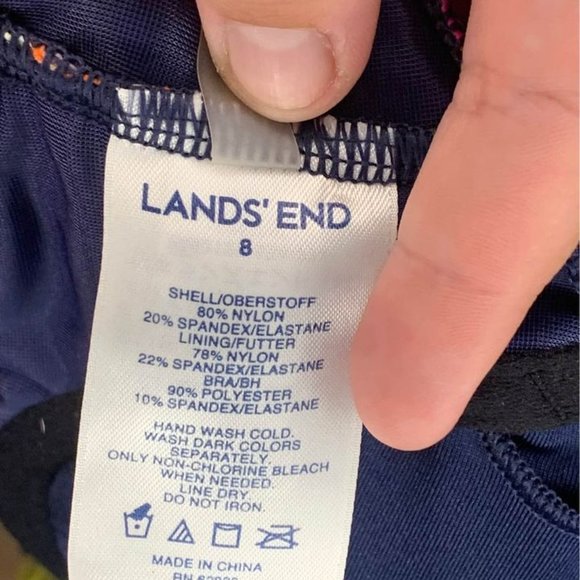 LANDS' END
8
SHELL/OBERSTOFF
80% NYLON
20% SPANDEX/ELASTANE
LINING/FUTTER
78% NYLON
22% SPANDEX/ELASTANE
BRA/BH
90% POLYESTER
10% SPANDEX/ELASTANE
HAND WASH COLD.
WASH DARK COLORS
SEPARATELY.
ONLY NON-CHLORINE BLEACH
WHEN NEEDED.
LINE DRY.
DO NOT IRON.
MADE IN CHINA
RN